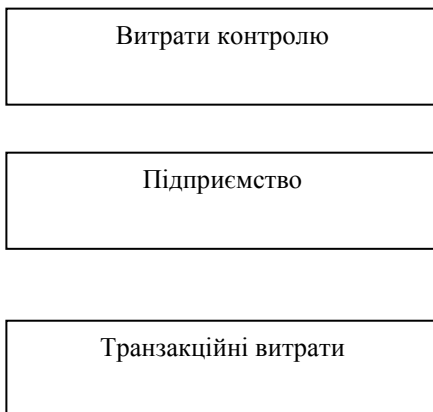 Витрати контролю
Підприємство
Транзакційні витрати